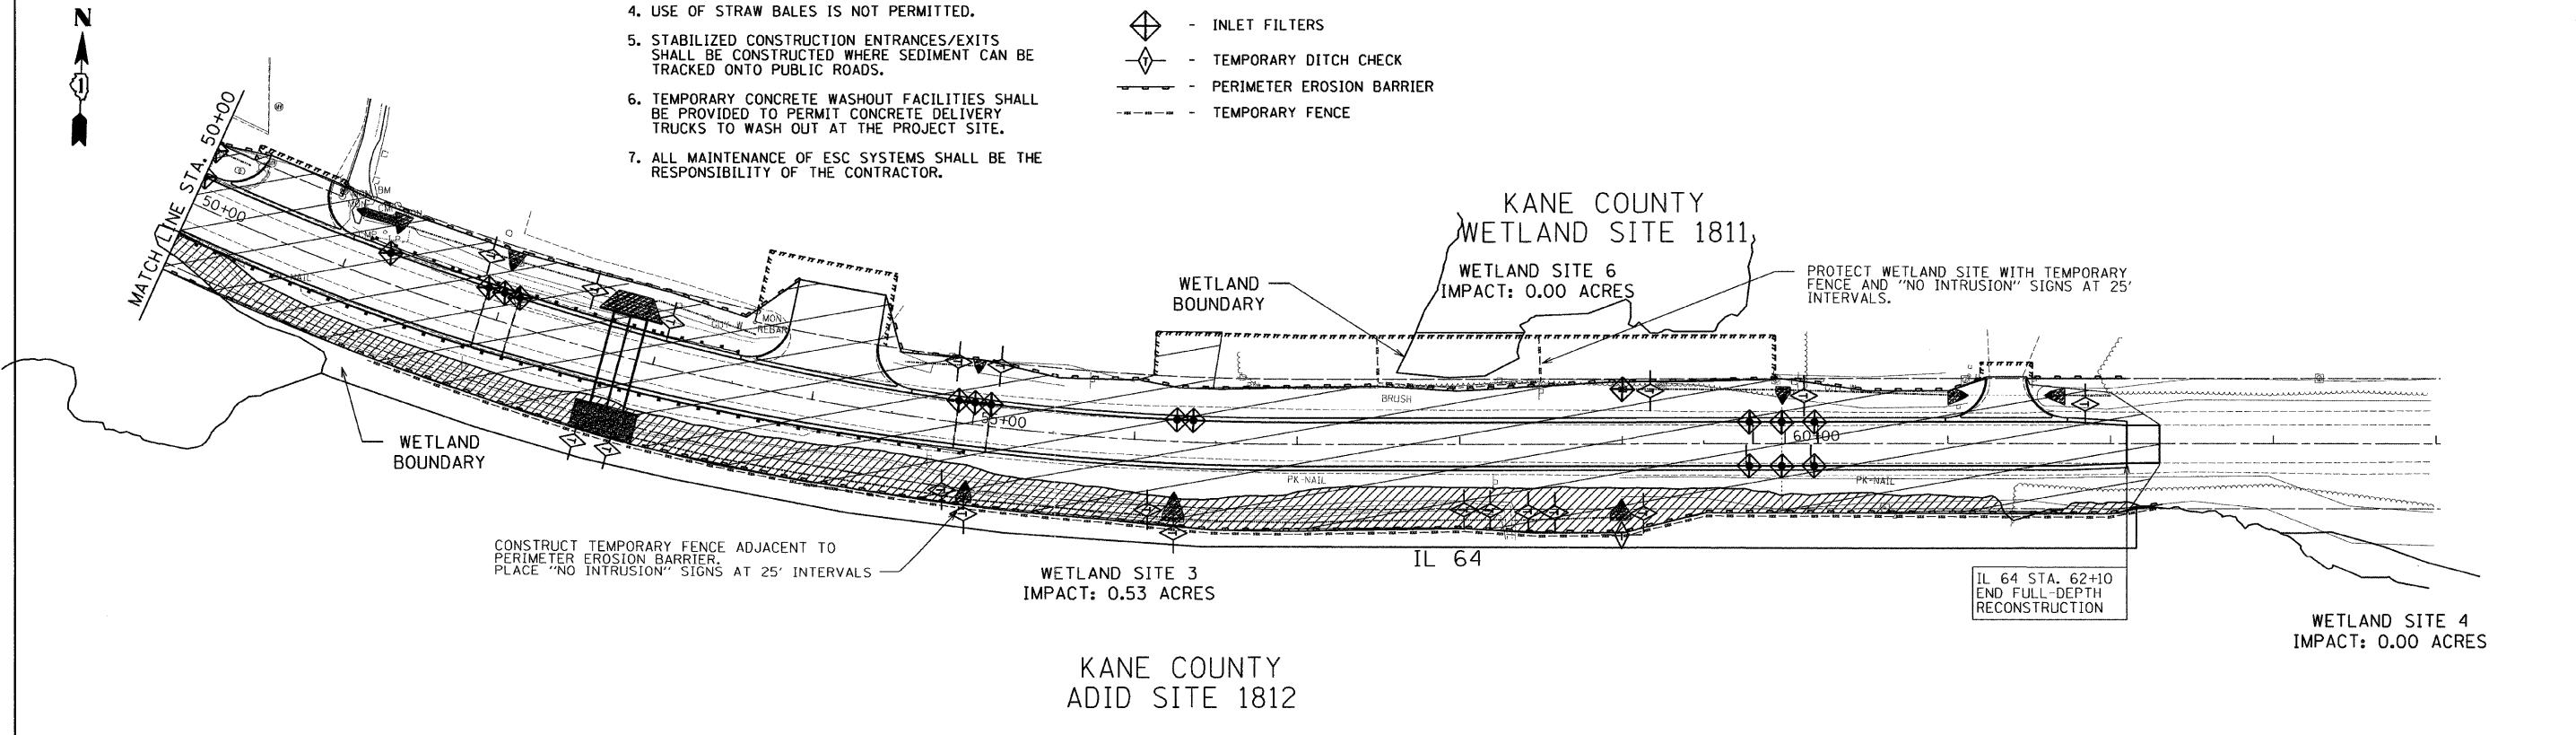 N
4. USE OF STRAW BALES IS NOT PERMITTED.
5. STABILIZED CONSTRUCTION ENTRANCES/EXITS
SHALL BE CONSTRUCTED WHERE SEDIMENT CAN BE
TRACKED ONTO PUBLIC ROADS.
6. TEMPORARY CONCRETE WASHOUT FACILITIES SHALL
BE PROVIDED TO PERMIT CONCRETE DELIVERY
TRUCKS TO WASH OUT AT THE PROJECT SITE.
7. ALL MAINTENANCE OF ESC SYSTEMS SHALL BE THE
RESPONSIBILITY OF THE CONTRACTOR.
- INLET FILTERS
- TEMPORARY DITCH CHECK
- PERIMETER EROSION BARRIER
- TEMPORARY FENCE
MATCH LINE STA. 50+00
50+00
BM
MON
REBAR
KANE COUNTY
WETLAND SITE 1811
WETLAND SITE 6
IMPACT: 0.00 ACRES
WETLAND
BOUNDARY
PROTECT WETLAND SITE WITH TEMPORARY
FENCE AND "NO INTRUSION" SIGNS AT 25'
INTERVALS.
BRUSH
55+00
60+00
PK-NAIL
PK-NAIL
WETLAND
BOUNDARY
CONSTRUCT TEMPORARY FENCE ADJACENT TO
PERIMETER EROSION BARRIER.
PLACE "NO INTRUSION" SIGNS AT 25' INTERVALS
IL 64
WETLAND SITE 3
IMPACT: 0.53 ACRES
IL 64 STA. 62+10
END FULL-DEPTH
RECONSTRUCTION
WETLAND SITE 4
IMPACT: 0.00 ACRES
KANE COUNTY
ADID SITE 1812